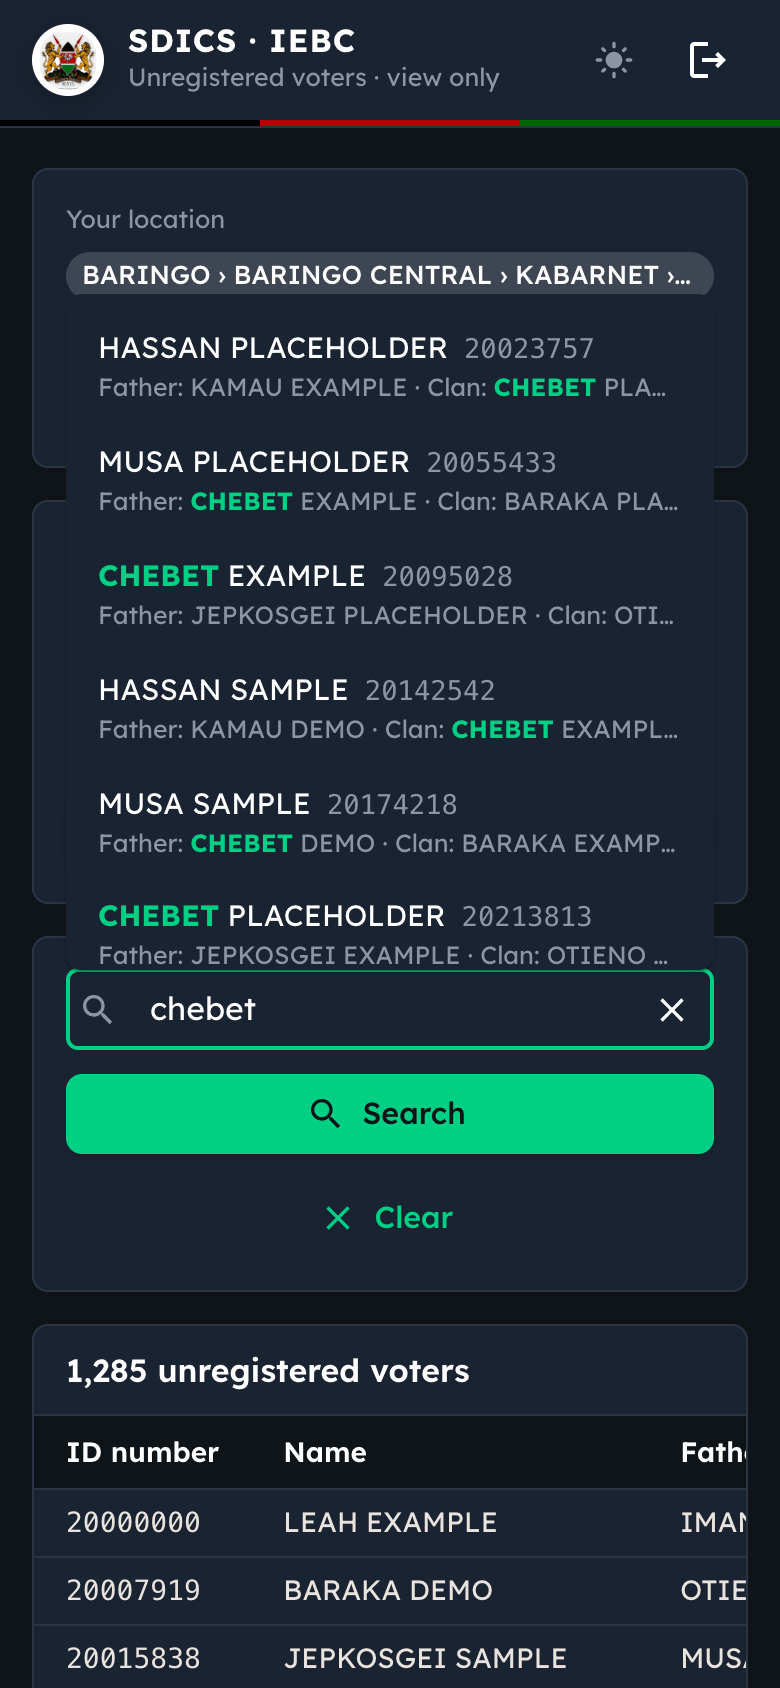 SDICS · IEBC
Unregistered voters · view only
Your location
BARINGO › BARINGO CENTRAL › KABARNET ›...
HASSAN PLACEHOLDER 20023757
Father: KAMAU EXAMPLE · Clan: CHEBET PLA...
MUSA PLACEHOLDER 20055433
Father: CHEBET EXAMPLE · Clan: BARAKA PLA...
CHEBET EXAMPLE 20095028
Father: JEPKOSGEI PLACEHOLDER · Clan: OTI...
HASSAN SAMPLE 20142542
Father: KAMAU DEMO · Clan: CHEBET EXAMPL...
MUSA SAMPLE 20174218
Father: CHEBET DEMO · Clan: BARAKA EXAMP...
CHEBET PLACEHOLDER 20213813
Father: JEPKOSGEI EXAMPLE · Clan: OTIENO ...
chebet
Search
Clear
1,285 unregistered voters
ID number Name
20000000 LEAH EXAMPLE
20007919 BARAKA DEMO OTIE
20015838 JEPKOSGEI SAMPLE